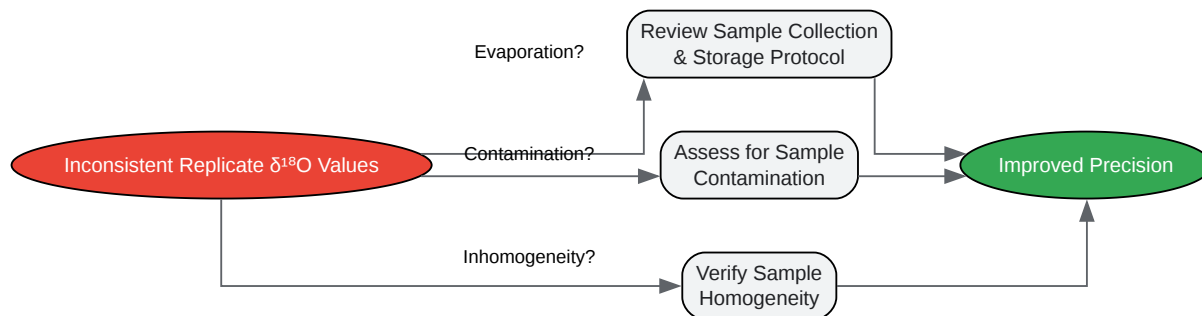 Evaporation?
Review Sample Collection
& Storage Protocol
Inconsistent Replicate δ¹⁸O Values
Contamination?
Assess for Sample
Contamination
Improved Precision
Inhomogeneity?
Verify Sample
Homogeneity